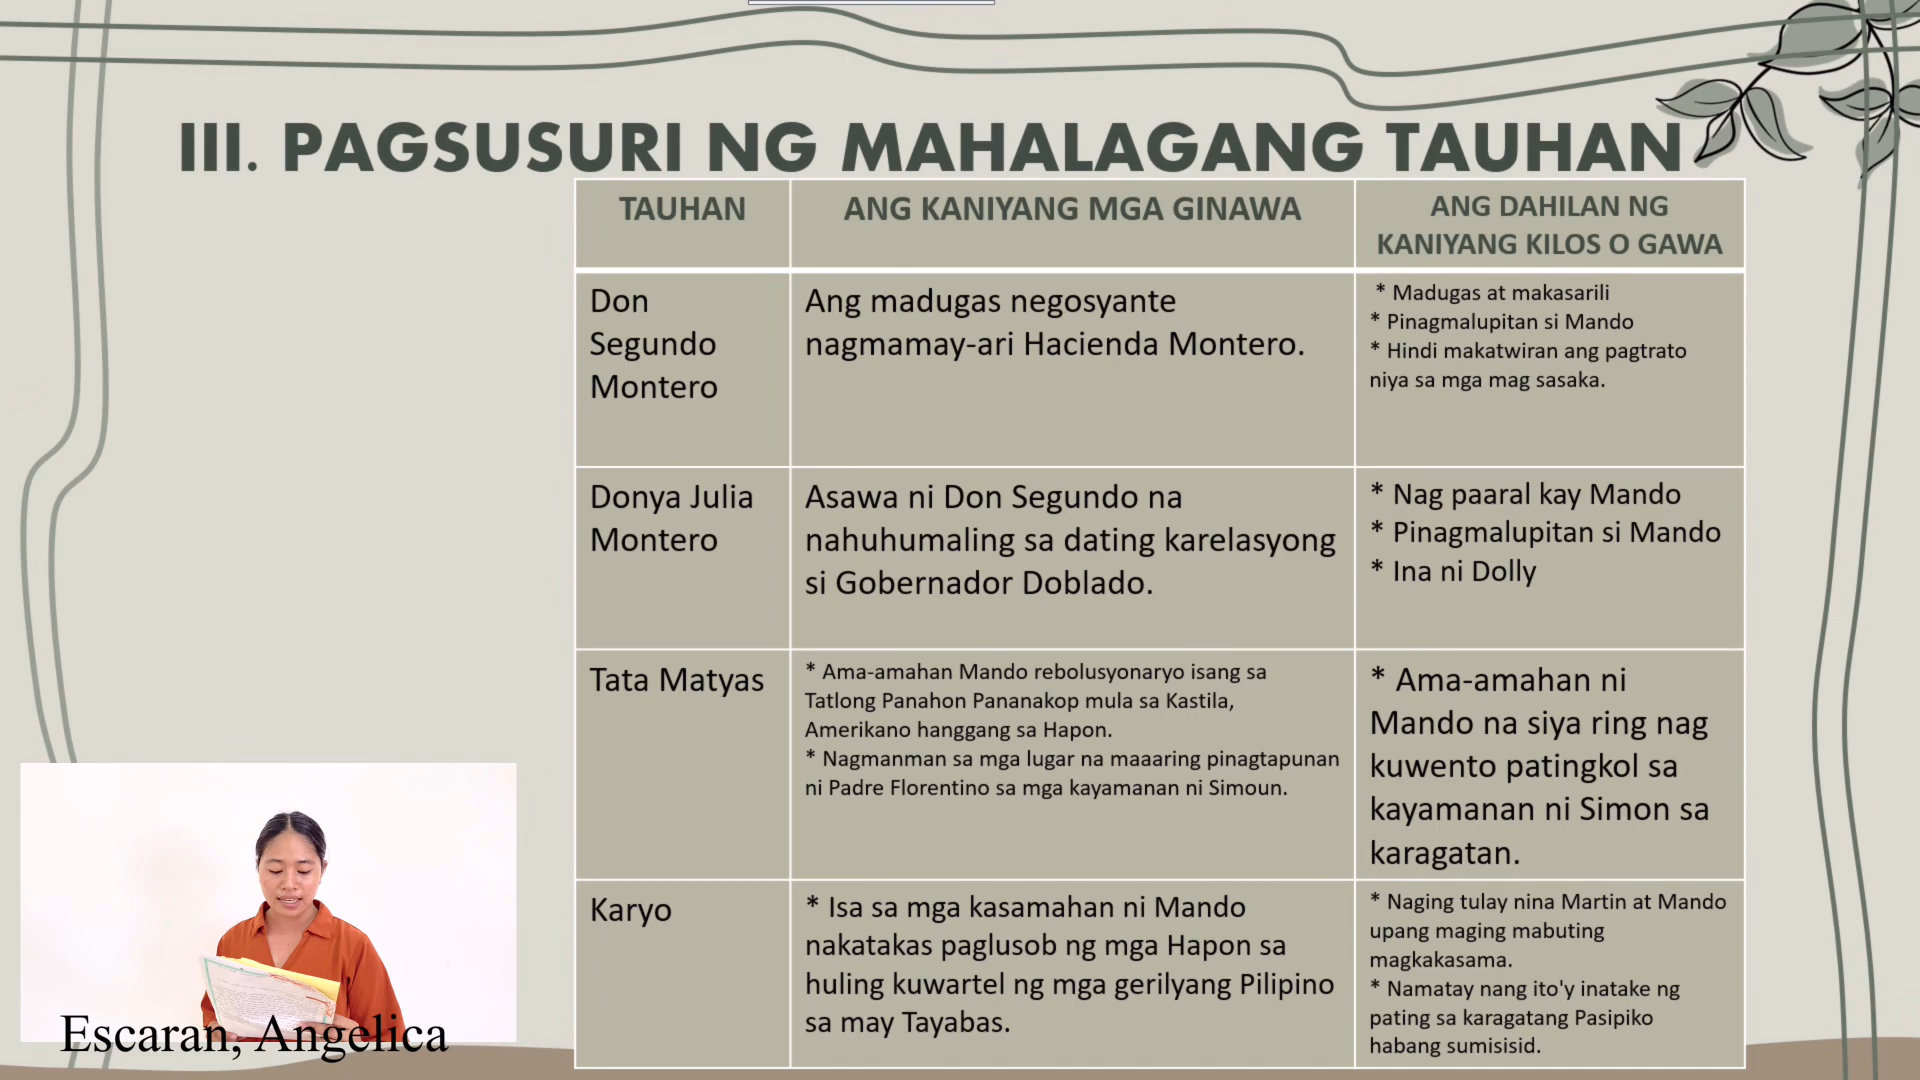 III. PAGSUSURI NG MAHALAGANG TAUHAN
TAUHAN
ANG KANIYANG MGA GINAWA
ANG DAHILAN NG
KANIYANG KILOS O GAWA
Don
Segundo
Montero
Ang madugas negosyante
nagmamay-ari Hacienda Montero.
* Madugas at makasarili
* Pinagmalupitan si Mando
* Hindi makatwiran ang pagtrato
niya sa mga mag sasaka.
Donya Julia
Montero
Asawa ni Don Segundo na
nahuhumaling sa dating karelasyong
si Gobernador Doblado.
* Nag paaral kay Mando
* Pinagmalupitan si Mando
* Ina ni Dolly
Tata Matyas
* Ama-amahan Mando rebolusyonaryo isang sa
Tatlong Panahon Pananakop mula sa Kastila,
Amerikano hanggang sa Hapon.
* Nagmanman sa mga lugar na maaaring pinagtapunan
ni Padre Florentino sa mga kayamanan ni Simoun.
* Ama-amahan ni
Mando na siya ring nag
kuwento patingkol sa
kayamanan ni Simon sa
karagatan.
Karyo
* Isa sa mga kasamahan ni Mando
nakatakas paglusob ng mga Hapon sa
huling kuwartel ng mga gerilyang Pilipino
sa may Tayabas.
* Naging tulay nina Martin at Mando
upang maging mabuting
magkakasama.
* Namatay nang ito'y inatake ng
pating sa karagatang Pasipiko
habang sumisisid.
Escaran, Angelica